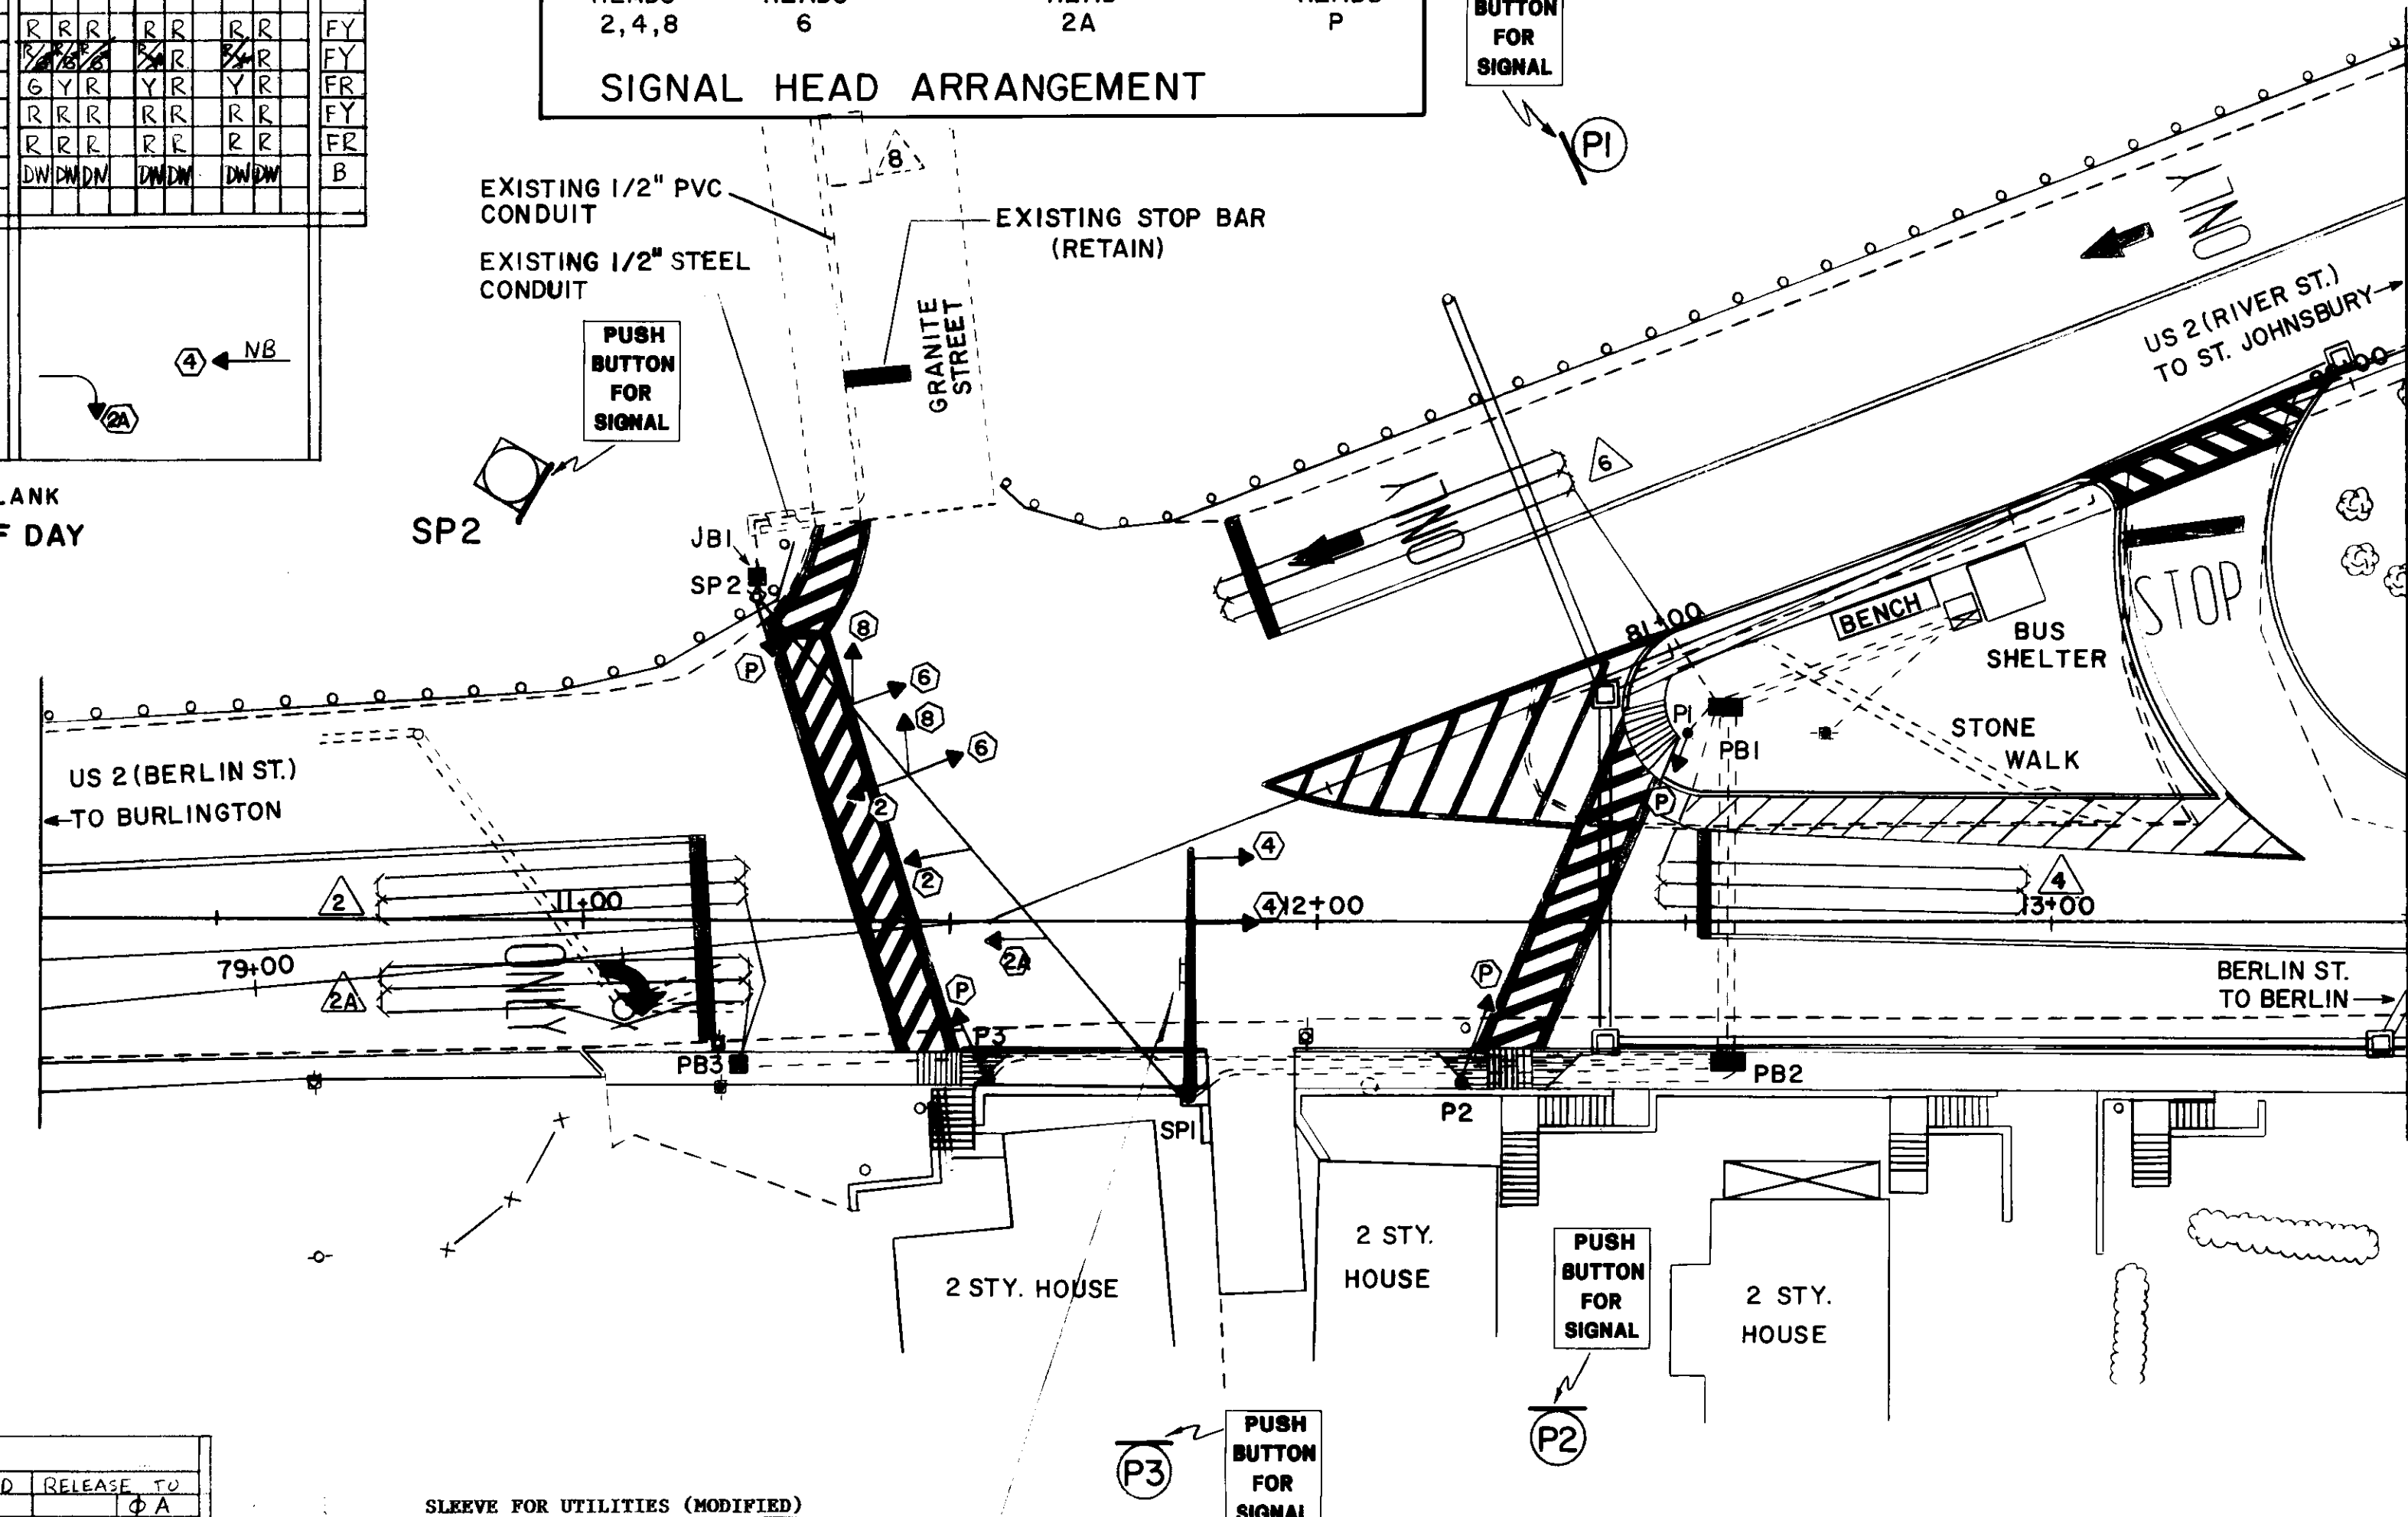 R R R R R R R FY
R FY
G Y R Y R Y R FR
R R R R R R R FY
R R R R R R R FR
DW DW DW DW DW DW DW B
2,4,8 6 2A P
SIGNAL HEAD ARRANGEMENT
BUTTON
FOR
SIGNAL
P1
8
EXISTING 1/2" PVC
CONDUIT
EXISTING 1/2" STEEL
CONDUIT
EXISTING STOP BAR
(RETAIN)
GRANITE
STREET
PUSH
BUTTON
FOR
SIGNAL
SP2
4 NB
2A
F DAY
ONLY
US 2 (RIVER ST.)
TO ST. JOHNSBURY
6
ONLY
JB1
SP2
P
8
6
8
6
2
2
2A
4
4
81+00
BENCH
BUS
SHELTER
STOP
STONE
WALK
P1
PB1
P
US 2 (BERLIN ST.)
TO BURLINGTON
2
11+00
12+00
4
13+00
79+00
2A
ONLY
P
P
BERLIN ST.
TO BERLIN
P3
PB3
PB2
P2
SP1
2 STY. HOUSE
2 STY.
HOUSE
PUSH
BUTTON
FOR
SIGNAL
P2
2 STY.
HOUSE
P3
PUSH
BUTTON
FOR
SIGNAL
RELEASE TO
ϕ A
SLEEVE FOR UTILITIES (MODIFIED)